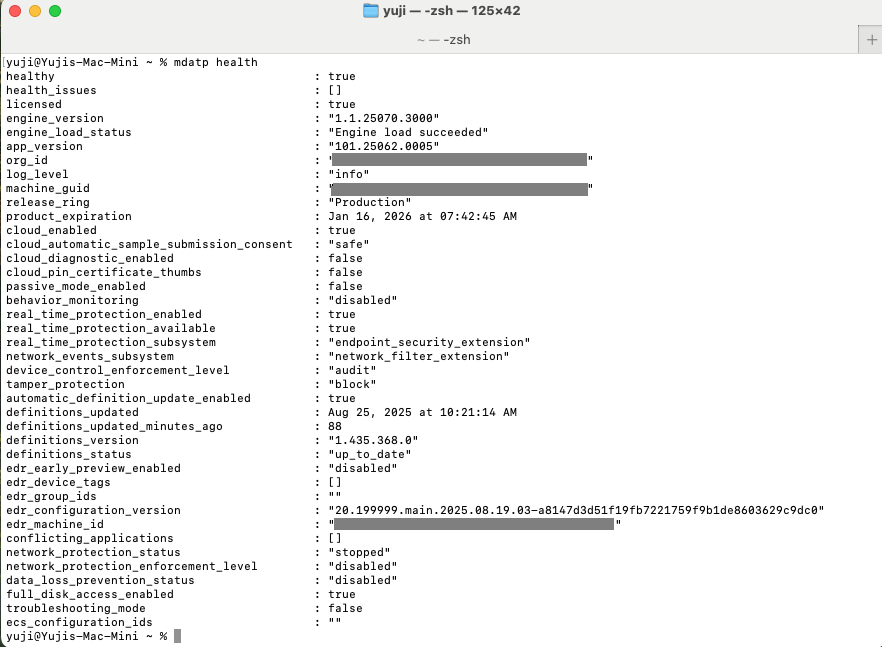 yuji — -zsh — 125×42
~ — -zsh
yuji@Yujis-Mac-Mini ~ % mdatp health
healthy : true
health_issues : []
licensed : true
engine_version : "1.1.25070.3000"
engine_load_status : "Engine load succeeded"
app_version : "101.25062.0005"
org_id : ""
log_level : "info"
machine_guid : ""
release_ring : "Production"
product_expiration : Jan 16, 2026 at 07:42:45 AM
cloud_enabled : true
cloud_automatic_sample_submission_consent : "safe"
cloud_diagnostic_enabled : false
cloud_pin_certificate_thumbs : false
passive_mode_enabled : false
behavior_monitoring : "disabled"
real_time_protection_enabled : true
real_time_protection_available : true
real_time_protection_subsystem : "endpoint_security_extension"
network_events_subsystem : "network_filter_extension"
device_control_enforcement_level : "audit"
tamper_protection : "block"
automatic_definition_update_enabled : true
definitions_updated : Aug 25, 2025 at 10:21:14 AM
definitions_updated_minutes_ago : 88
definitions_version : "1.435.368.0"
definitions_status : "up_to_date"
edr_early_preview_enabled : "disabled"
edr_device_tags : []
edr_group_ids : ""
edr_configuration_version : "20.199999.main.2025.08.19.03-a8147d3d51f19fb7221759f9b1de8603629c9dc0"
edr_machine_id : ""
conflicting_applications : []
network_protection_status : "stopped"
network_protection_enforcement_level : "disabled"
data_loss_prevention_status : "disabled"
full_disk_access_enabled : true
troubleshooting_mode : false
ecs_configuration_ids : ""
yuji@Yujis-Mac-Mini ~ %